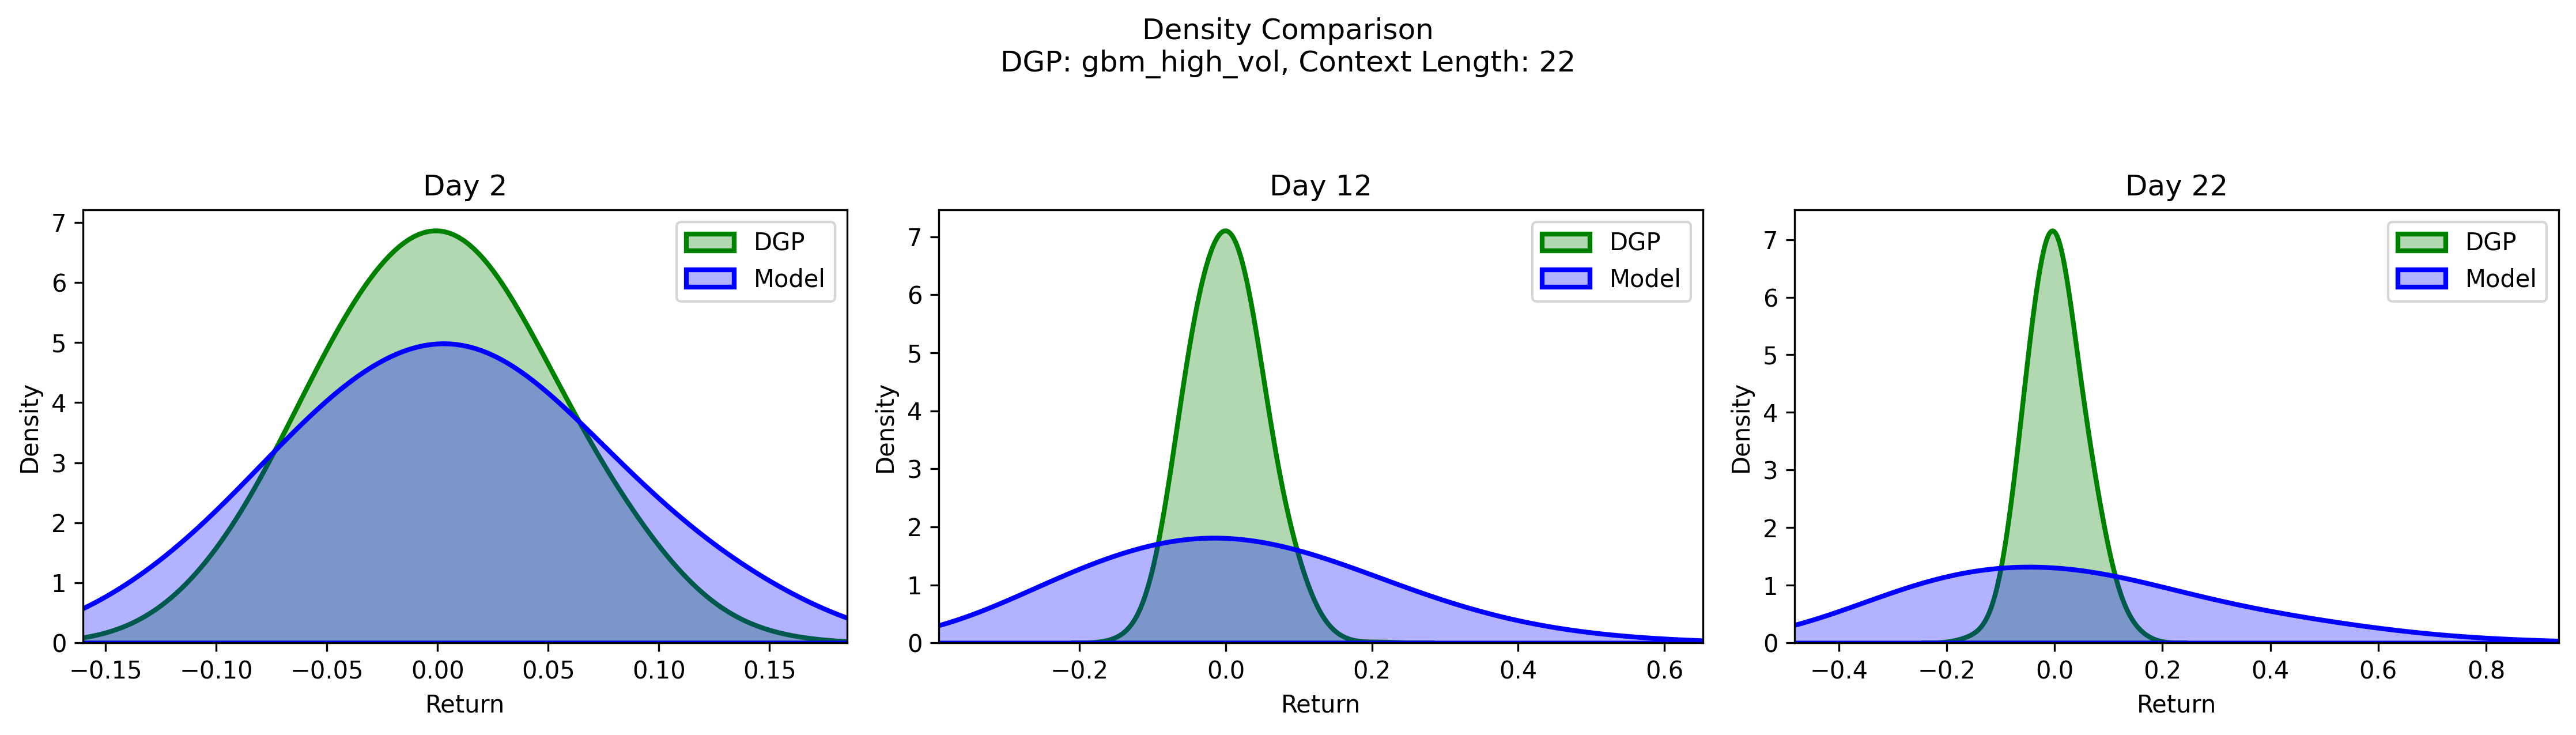 Density Comparison
DGP: gbm_high_vol, Context Length: 22
Day 2
7
6
5
4
3
2
1
0
Density
DGP
Model
−0.15 −0.10 −0.05 0.00 0.05 0.10 0.15
Return
Day 12
7
6
5
4
3
2
1
0
Density
DGP
Model
−0.2 0.0 0.2 0.4 0.6
Return
Day 22
7
6
5
4
3
2
1
0
Density
DGP
Model
−0.4 −0.2 0.0 0.2 0.4 0.6 0.8
Return